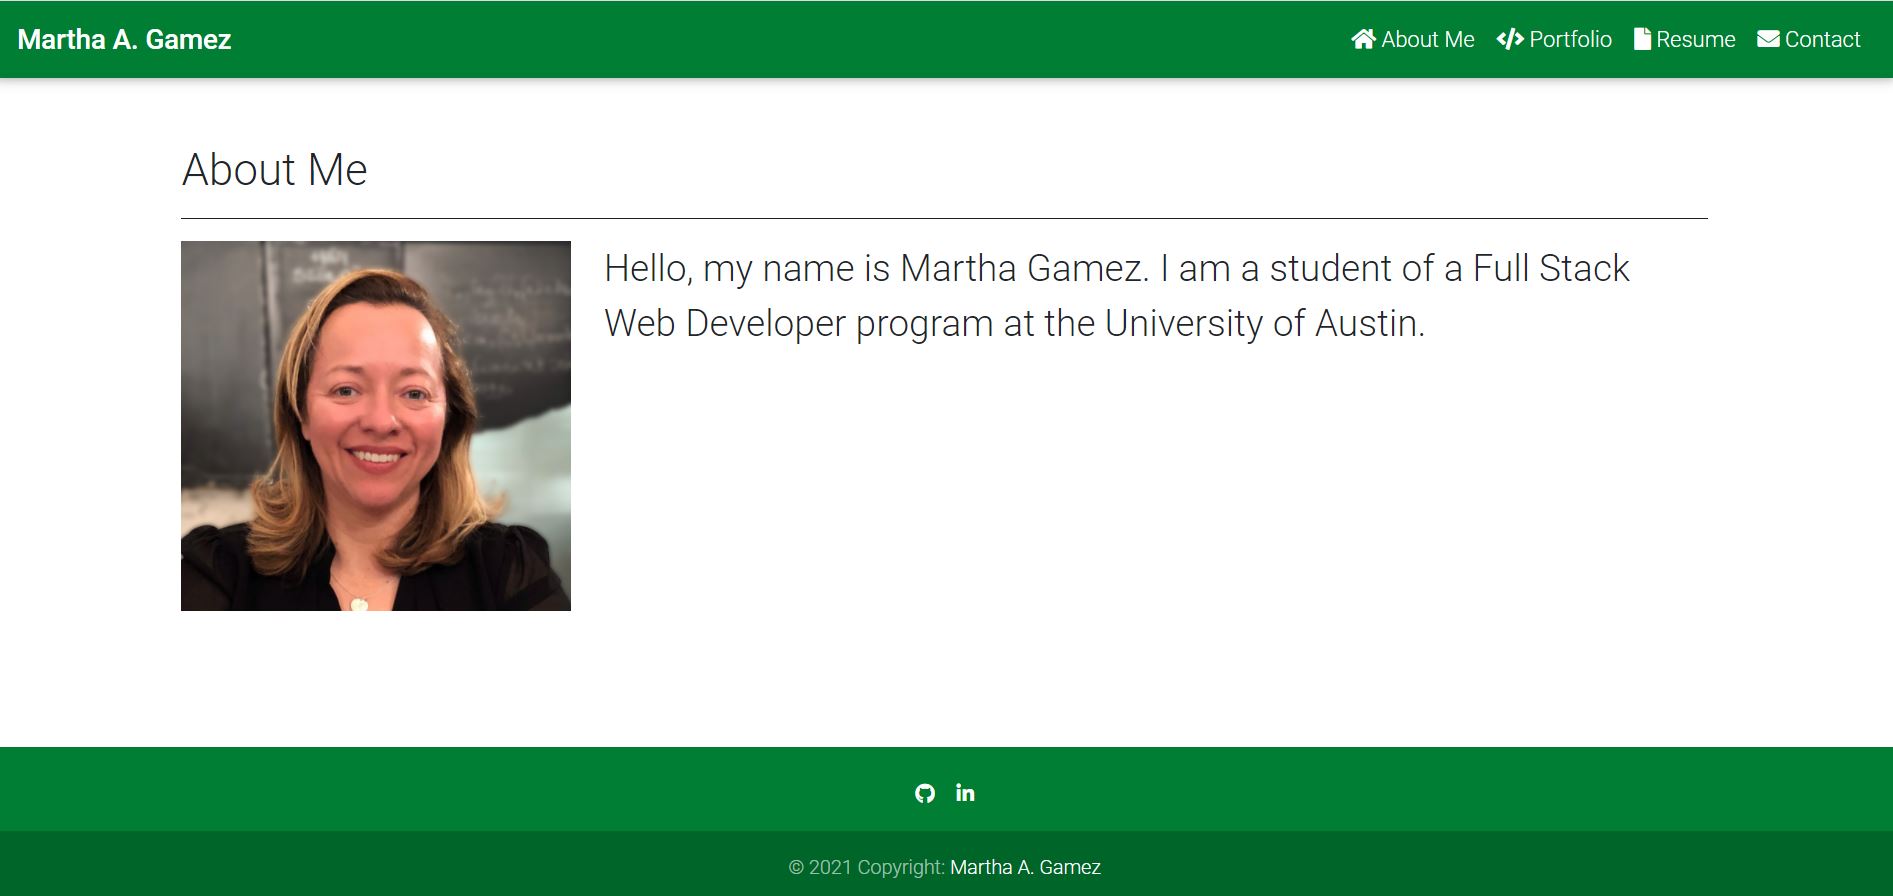 Martha A. Gamez
About Me
Portfolio
Resume
Contact
About Me
Hello, my name is Martha Gamez. I am a student of a Full Stack
Web Developer program at the University of Austin.
© 2021 Copyright: Martha A. Gamez